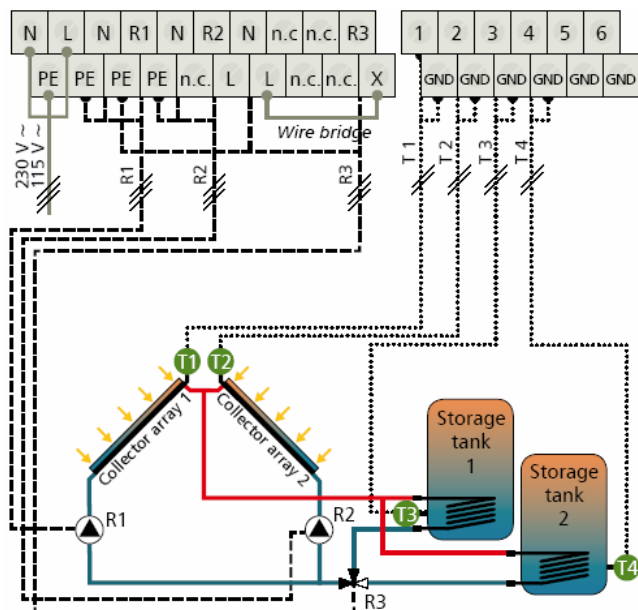 N L N R1 N R2 N n.c. n.c. R3
PE PE PE PE n.c. L L n.c. n.c. X
1 2 3 4 5 6
GND GND GND GND GND GND
Wire bridge
230 V ~
115 V ~
R1
R2
R3
T 1
T 2
T 3
T 4
T1 T2
Collector array 1
Collector array 2
Storage
tank
1
Storage
tank
2
R1
R2
T3
T4
R3